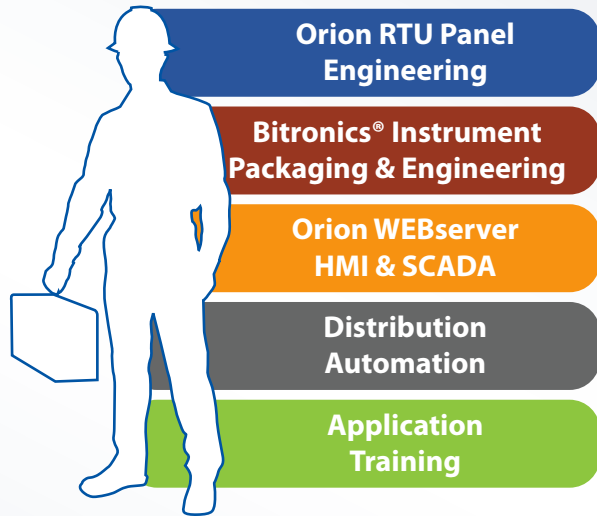 Orion RTU Panel
Engineering
Bitronics® Instrument
Packaging & Engineering
Orion WEBserver
HMI & SCADA
Distribution
Automation
Application
Training